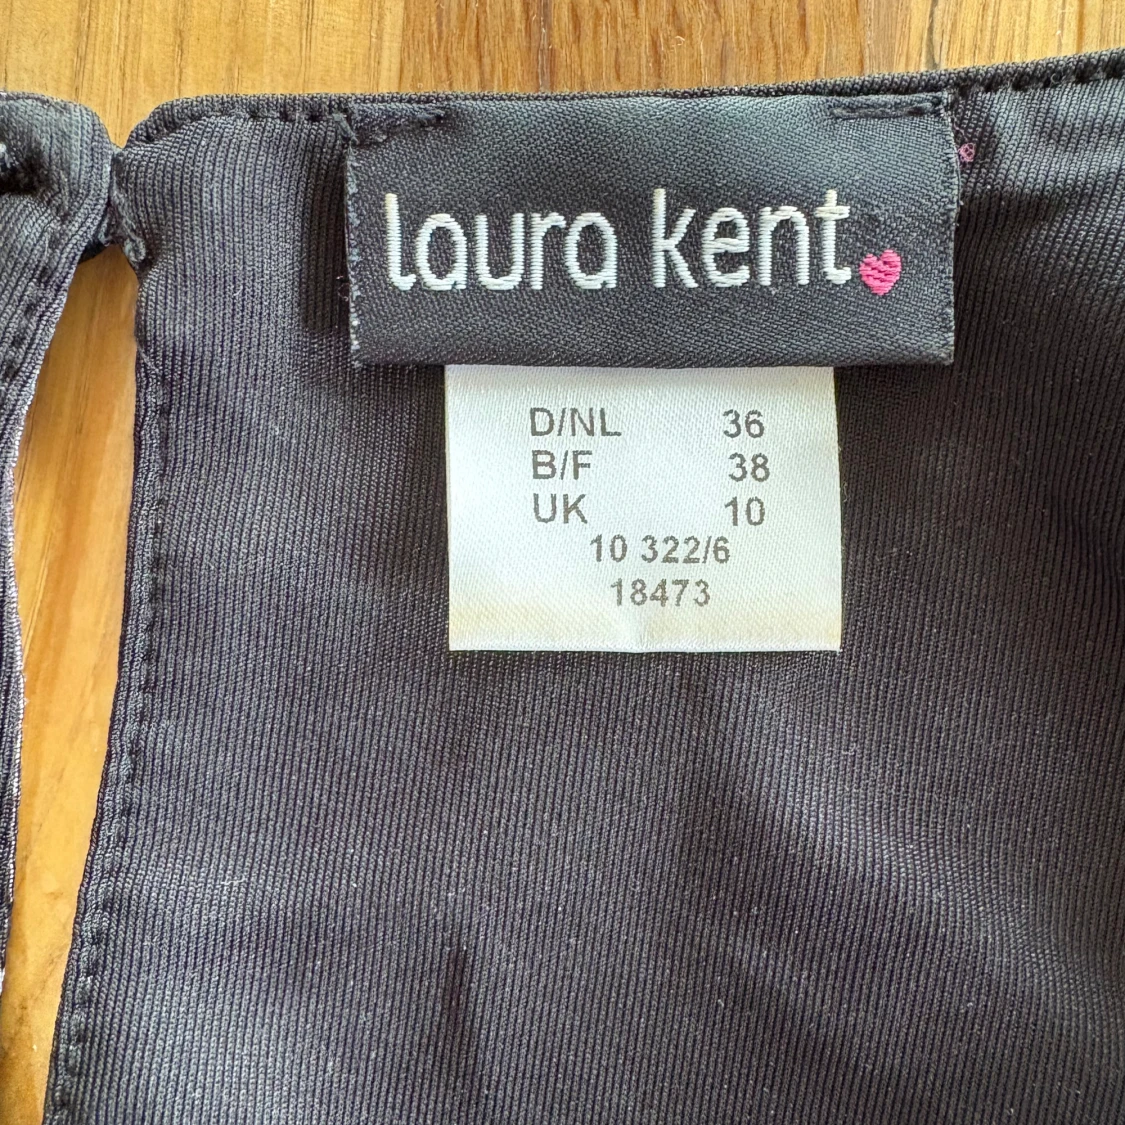 laura kent
D/NL 36
B/F 38
UK 10
10 322/6
18473